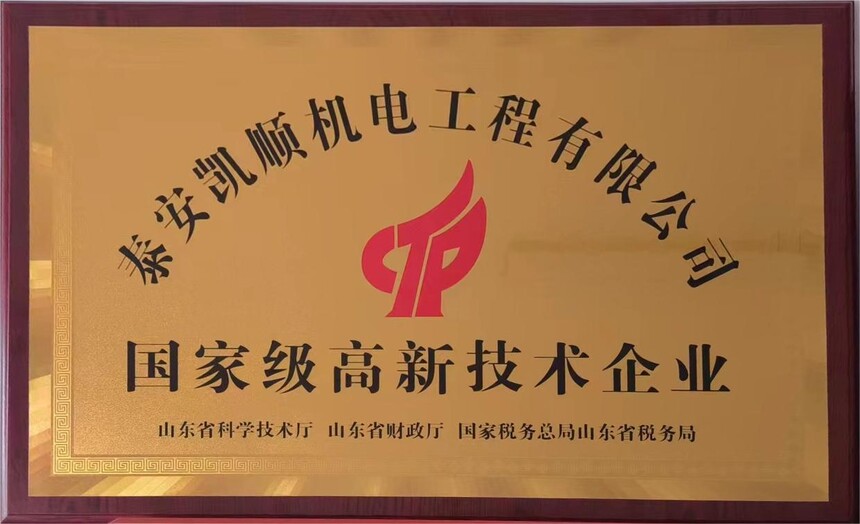 泰安凯顺机电工程有限公司
CTP
国家级高新技术企业
山东省科学技术厅 山东省财政厅 国家税务总局山东省税务局